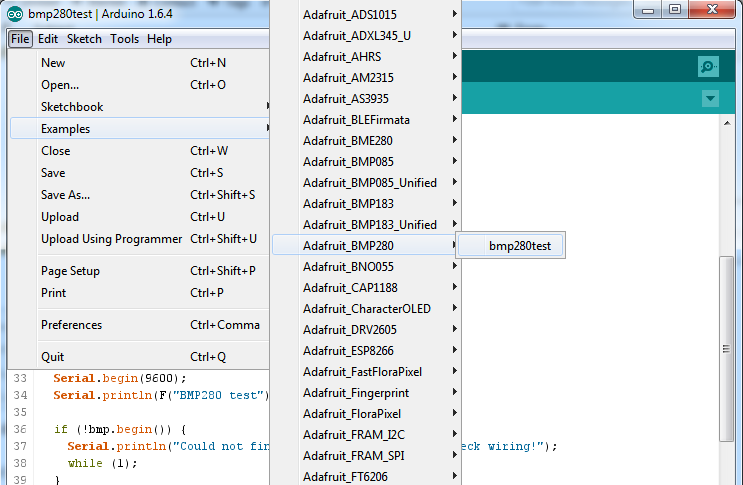 bmp280test | Arduino 1.6.4
File Edit Sketch Tools Help
New Ctrl+N
Open... Ctrl+O
Sketchbook
Examples
Close Ctrl+W
Save Ctrl+S
Save As... Ctrl+Shift+S
Upload Ctrl+U
Upload Using Programmer Ctrl+Shift+U
Page Setup Ctrl+Shift+P
Print Ctrl+P
Preferences Ctrl+Comma
Quit Ctrl+Q
Adafruit_ADS1015
Adafruit_ADXL345_U
Adafruit_AHRS
Adafruit_AM2315
Adafruit_AS3935
Adafruit_BLEFirmata
Adafruit_BME280
Adafruit_BMP085
Adafruit_BMP085_Unified
Adafruit_BMP183
Adafruit_BMP183_Unified
Adafruit_BMP280
Adafruit_BNO055
Adafruit_CAP1188
Adafruit_CharacterOLED
Adafruit_DRV2605
Adafruit_ESP8266
Adafruit_FastFloraPixel
Adafruit_Fingerprint
Adafruit_FloraPixel
Adafruit_FRAM_I2C
Adafruit_FRAM_SPI
Adafruit_FT6206
bmp280test
33 Serial.begin(9600);
34 Serial.println(F("BMP280 test")
35
36 if (!bmp.begin()) {
37 Serial.println("Could not fin eck wiring!");
38 while (1);
39 }